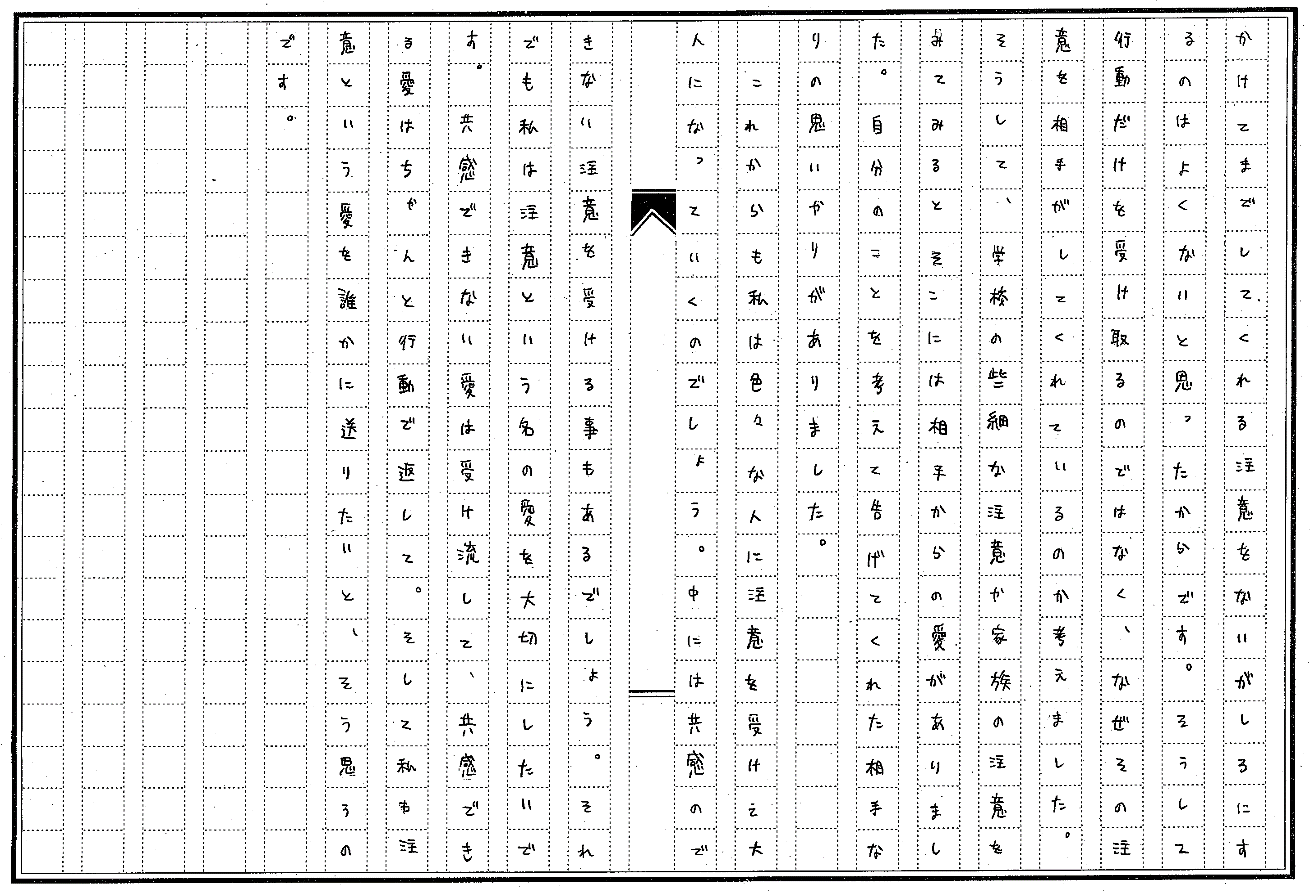 かけてまでしてくれる注意をないがしろにす
るのはよくないと思ったからです。そうして
行動だけを受け取るのではなく、なぜその注
意を相手がしてくれているのか考えました。
そうして、学校の些細な注意か家族の注意を
みてみるとそこには相手からの愛がありまし
た。自分のことを考えて告げてくれた相手な
りの思いやりがありました。
これからも私は色々な人に注意を受けて大
人になっていくのでしょう。中には共感ので
きない注意を受ける事もあるでしょう。それ
でも私は注意という名の愛を大切にしたいで
す。共感できない愛は受け流して、共感でき
る愛はちゃんと行動で返して。そして私も注
意という愛を誰かに送りたいと、そう思うの
です。